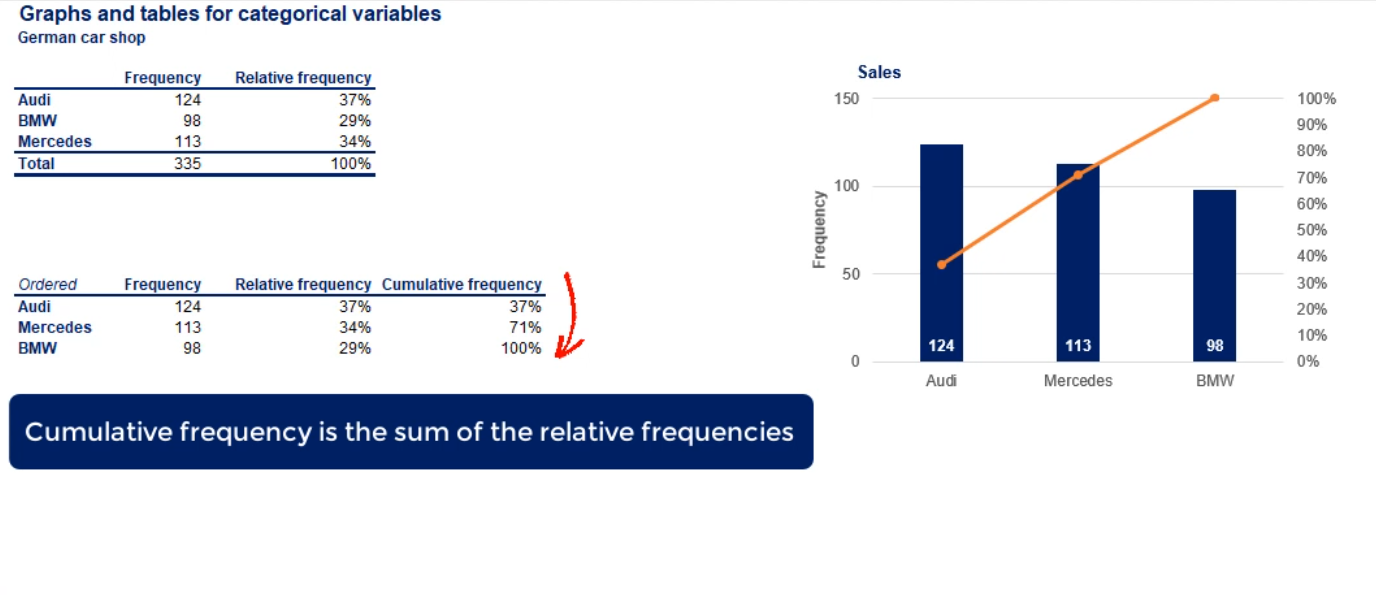 Graphs and tables for categorical variables
German car shop
Frequency Relative frequency
Audi 124 37%
BMW 98 29%
Mercedes 113 34%
Total 335 100%
Ordered Frequency Relative frequency Cumulative frequency
Audi 124 37% 37%
Mercedes 113 34% 71%
BMW 98 29% 100%
Cumulative frequency is the sum of the relative frequencies
Sales
Frequency
150
100
50
0
100%
90%
80%
70%
60%
50%
40%
30%
20%
10%
0%
124 113 98
Audi Mercedes BMW